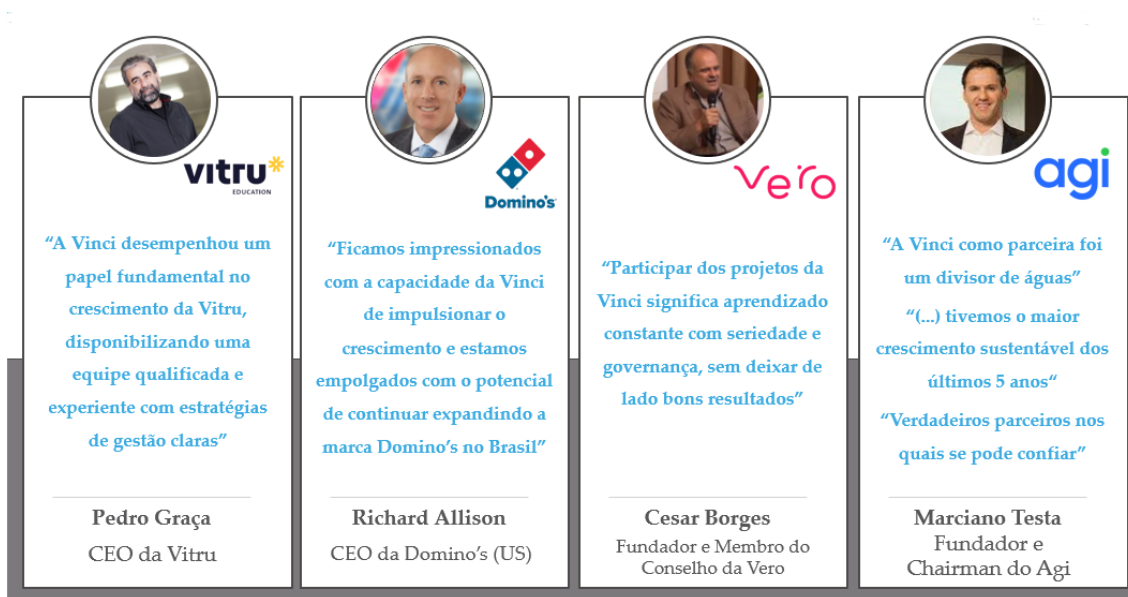 vitru
EDUCATION
“A Vinci desempenhou um
papel fundamental no
crescimento da Vitru,
disponibilizando uma
equipe qualificada e
experiente com estratégias
de gestão claras”
Pedro Graça
CEO da Vitru
Domino's
“Ficamos impressionados
com a capacidade da Vinci
de impulsionar o
crescimento e estamos
empolgados com o potencial
de continuar expandindo a
marca Domino’s no Brasil”
Richard Allison
CEO da Domino’s (US)
vero
“Participar dos projetos da
Vinci significa aprendizado
constante com seriedade e
governança, sem deixar de
lado bons resultados”
Cesar Borges
Fundador e Membro do
Conselho da Vero
agi
“A Vinci como parceira foi
um divisor de águas”
“(...) tivemos o maior
crescimento sustentável dos
últimos 5 anos“
“Verdadeiros parceiros nos
quais se pode confiar”
Marciano Testa
Fundador e
Chairman do Agi